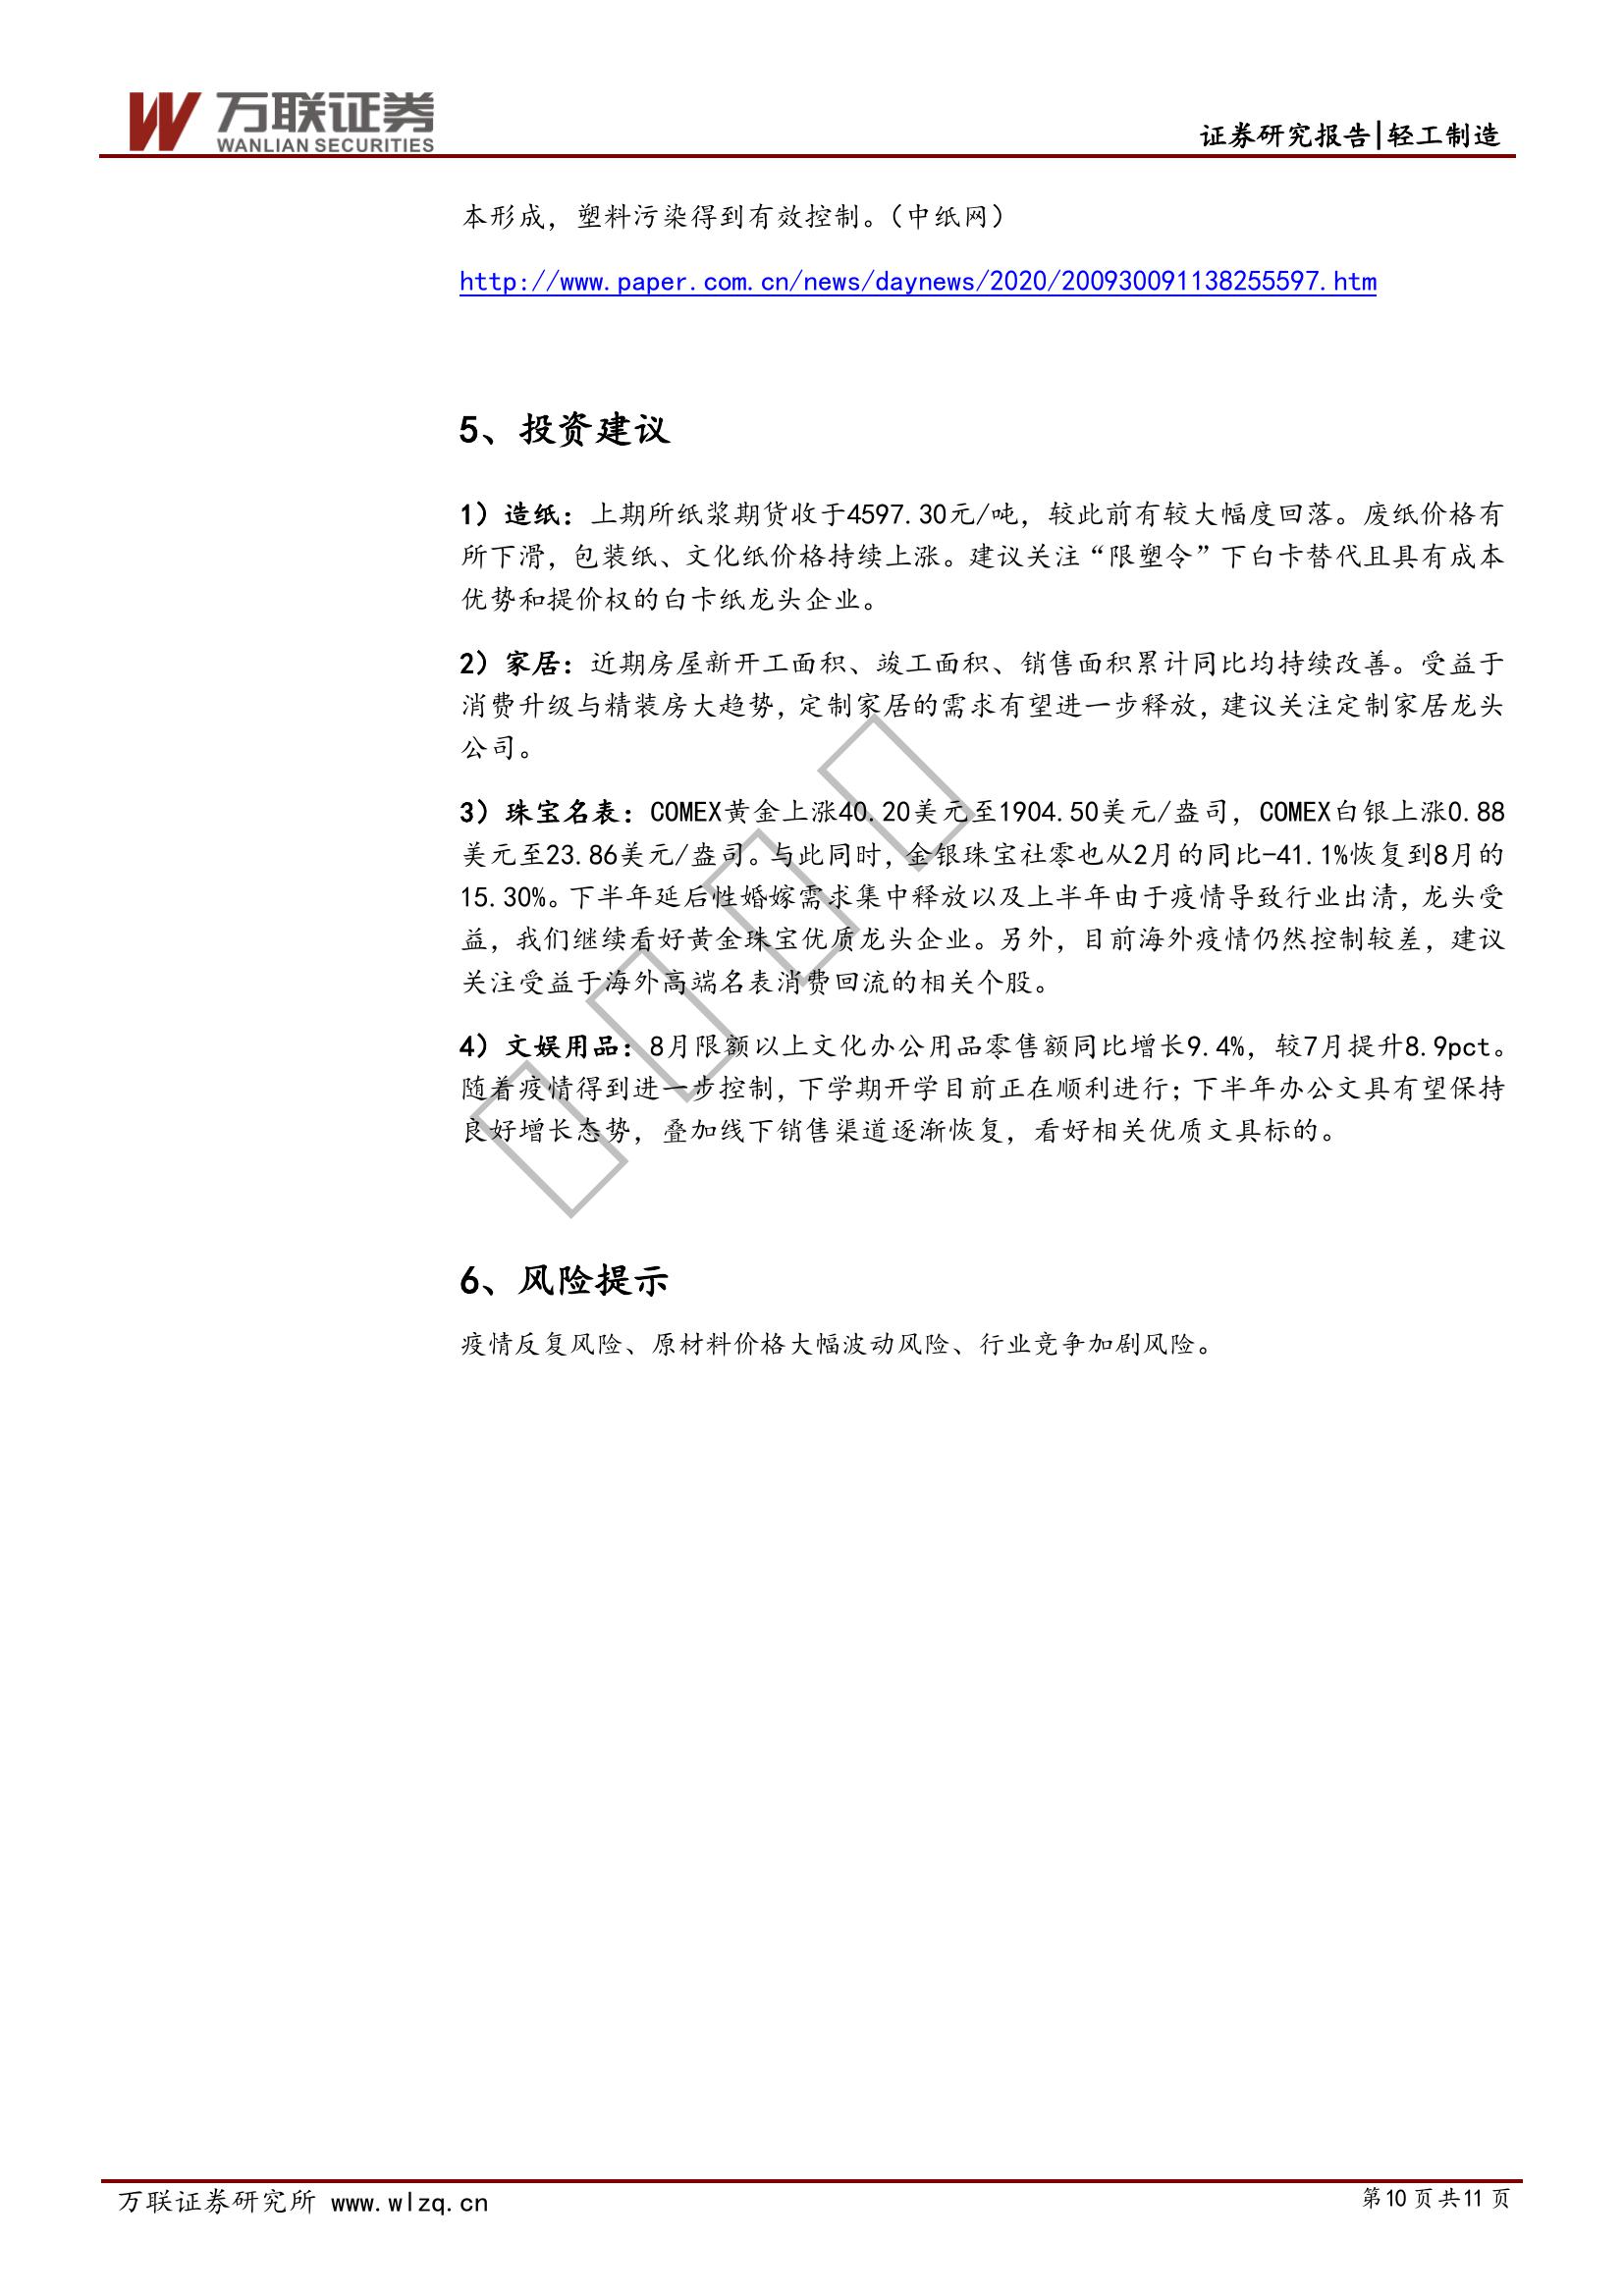 万联证券
WANLIAN SECURITIES
证券研究报告|轻工制造
本形成，塑料污染得到有效控制。（中纸网）
http://www.paper.com.cn/news/daynews/2020/200930091138255597.htm
5、投资建议
1）造纸：上期所纸浆期货收于4597.30元/吨，较此前有较大幅度回落。废纸价格有
所下滑，包装纸、文化纸价格持续上涨。建议关注“限塑令”下白卡替代且具有成本
优势和提价权的白卡纸龙头企业。
2）家居：近期房屋新开工面积、竣工面积、销售面积累计同比均持续改善。受益于
消费升级与精装房大趋势，定制家居的需求有望进一步释放，建议关注定制家居龙头
公司。
3）珠宝名表：COMEX黄金上涨40.20美元至1904.50美元/盎司，COMEX白银上涨0.88
美元至23.86美元/盎司。与此同时，金银珠宝社零也从2月的同比-41.1%恢复到8月的
15.30%。下半年延后性婚嫁需求集中释放以及上半年由于疫情导致行业出清，龙头受
益，我们继续看好黄金珠宝优质龙头企业。另外，目前海外疫情仍然控制较差，建议
关注受益于海外高端名表消费回流的相关个股。
4）文娱用品：8月限额以上文化办公用品零售额同比增长9.4%，较7月提升8.9pct。
随着疫情得到进一步控制，下学期开学目前正在顺利进行；下半年办公文具有望保持
良好增长态势，叠加线下销售渠道逐渐恢复，看好相关优质文具标的。
6、风险提示
疫情反复风险、原材料价格大幅波动风险、行业竞争加剧风险。
万联证券研究所 www.wlzq.cn
第10页共11页